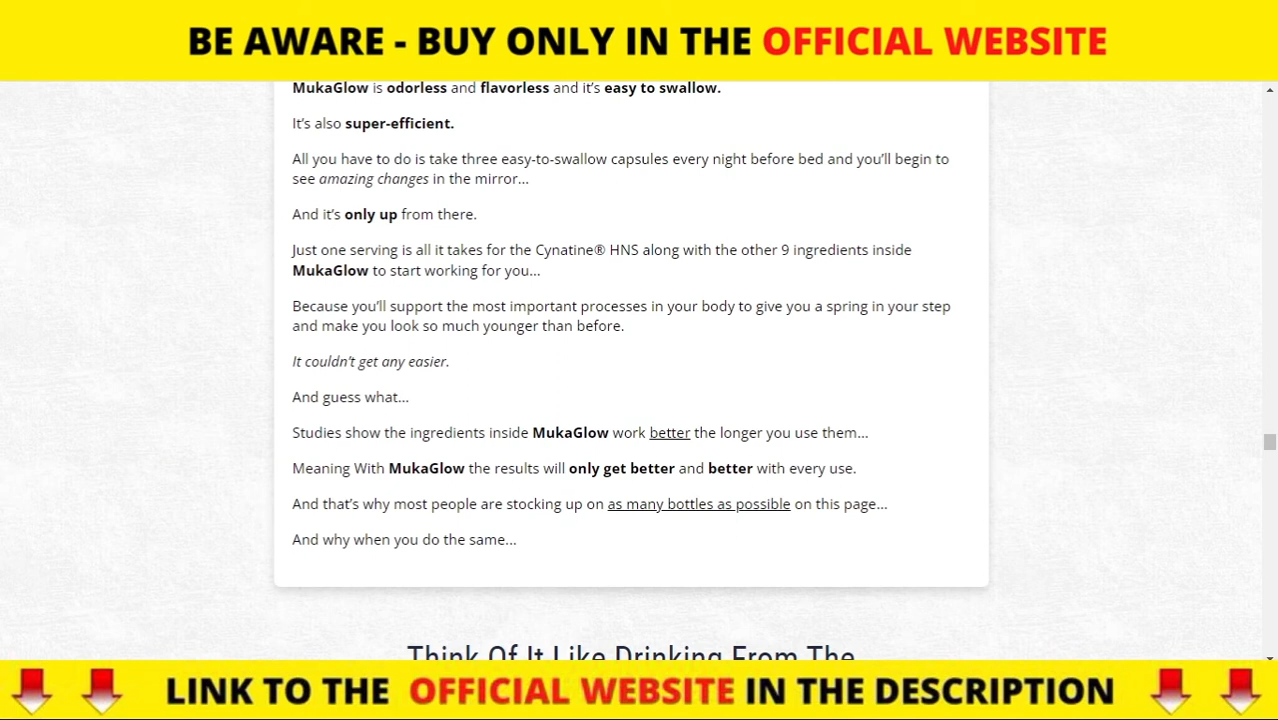 BE AWARE - BUY ONLY IN THE OFFICIAL WEBSITE
MukaGlow is odorless and flavorless and it’s easy to swallow.
It’s also super-efficient.
All you have to do is take three easy-to-swallow capsules every night before bed and you’ll begin to
see amazing changes in the mirror…
And it’s only up from there.
Just one serving is all it takes for the Cynatine® HNS along with the other 9 ingredients inside
MukaGlow to start working for you…
Because you’ll support the most important processes in your body to give you a spring in your step
and make you look so much younger than before.
It couldn’t get any easier.
And guess what…
Studies show the ingredients inside MukaGlow work better the longer you use them…
Meaning With MukaGlow the results will only get better and better with every use.
And that’s why most people are stocking up on as many bottles as possible on this page…
And why when you do the same…
Think Of It Like Drinking From The
LINK TO THE OFFICIAL WEBSITE IN THE DESCRIPTION